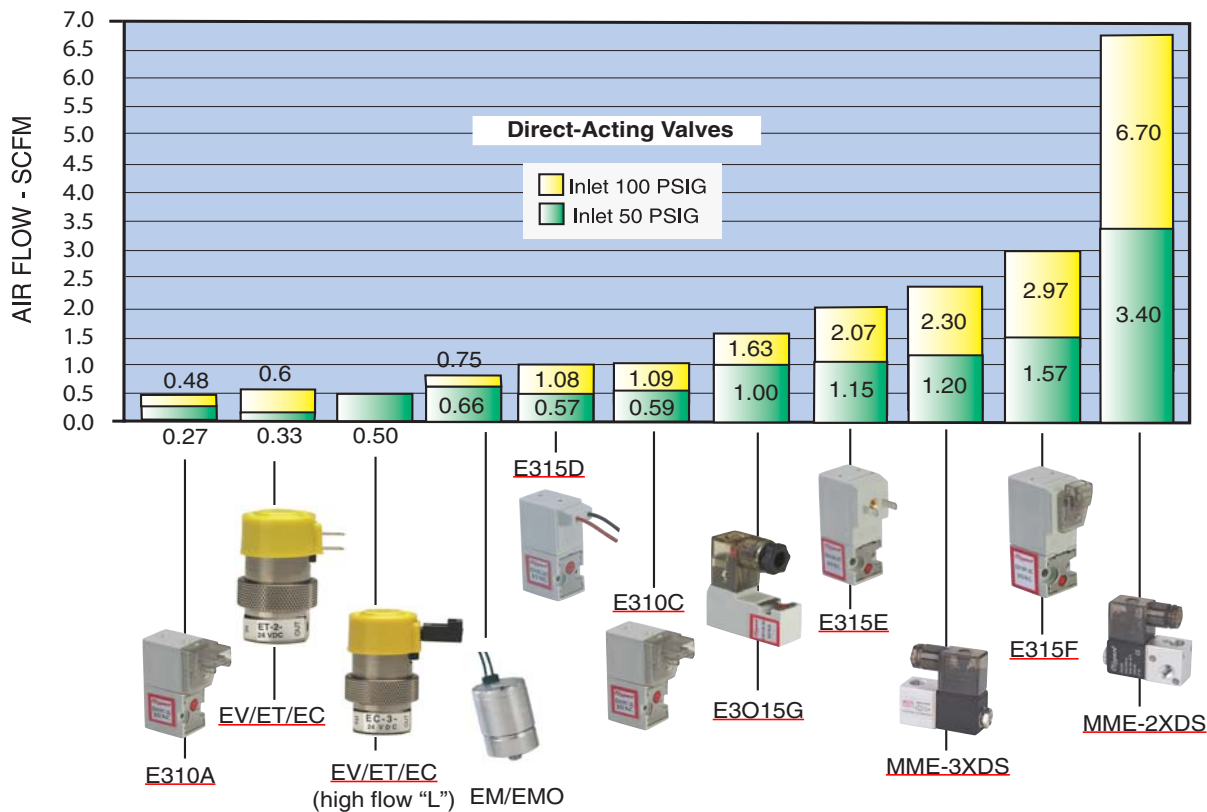 7.0
6.5
6.0
5.5
5.0
4.5
4.0
3.5
3.0
2.5
2.0
1.5
1.0
0.5
0.0
AIR FLOW - SCFM
Direct-Acting Valves
Inlet 100 PSIG
Inlet 50 PSIG
0.48
0.6
0.75
1.08
1.09
1.63
2.07
2.30
2.97
6.70
0.27
0.33
0.50
0.66
0.57
0.59
1.00
1.15
1.20
1.57
3.40
E315D
E310C
E315E
E315F
ET-2-
24 VDC
OUT
EC-3-
24 VDC
OUT
EV/ET/EC
E3O15G
MME-2XDS
E310A
EV/ET/EC
(high flow “L”)
EM/EMO
MME-3XDS